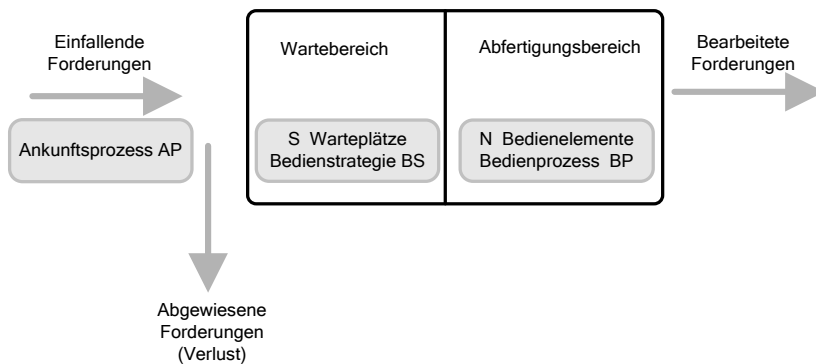 Einfallende
Forderungen
Ankunftsprozess AP
Wartebereich
S Warteplätze
Bedienstrategie BS
Abfertigungsbereich
N Bedienelemente
Bedienprozess BP
Bearbeitete
Forderungen
Abgewiesene
Forderungen
(Verlust)